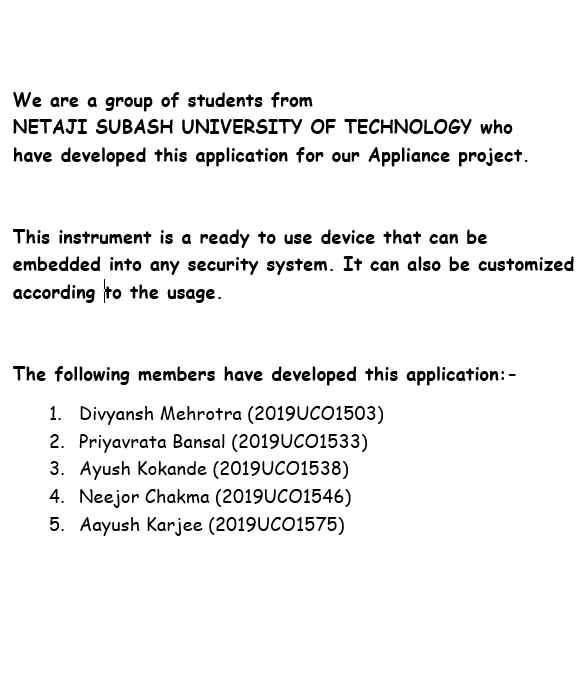 We are a group of students from
NETAJI SUBASH UNIVERSITY OF TECHNOLOGY who
have developed this application for our Appliance project.
This instrument is a ready to use device that can be
embedded into any security system. It can also be customized
according to the usage.
The following members have developed this application:-
1. Divyansh Mehrotra (2019UCO1503)
2. Priyavrata Bansal (2019UCO1533)
3. Ayush Kokande (2019UCO1538)
4. Neejor Chakma (2019UCO1546)
5. Aayush Karjee (2019UCO1575)